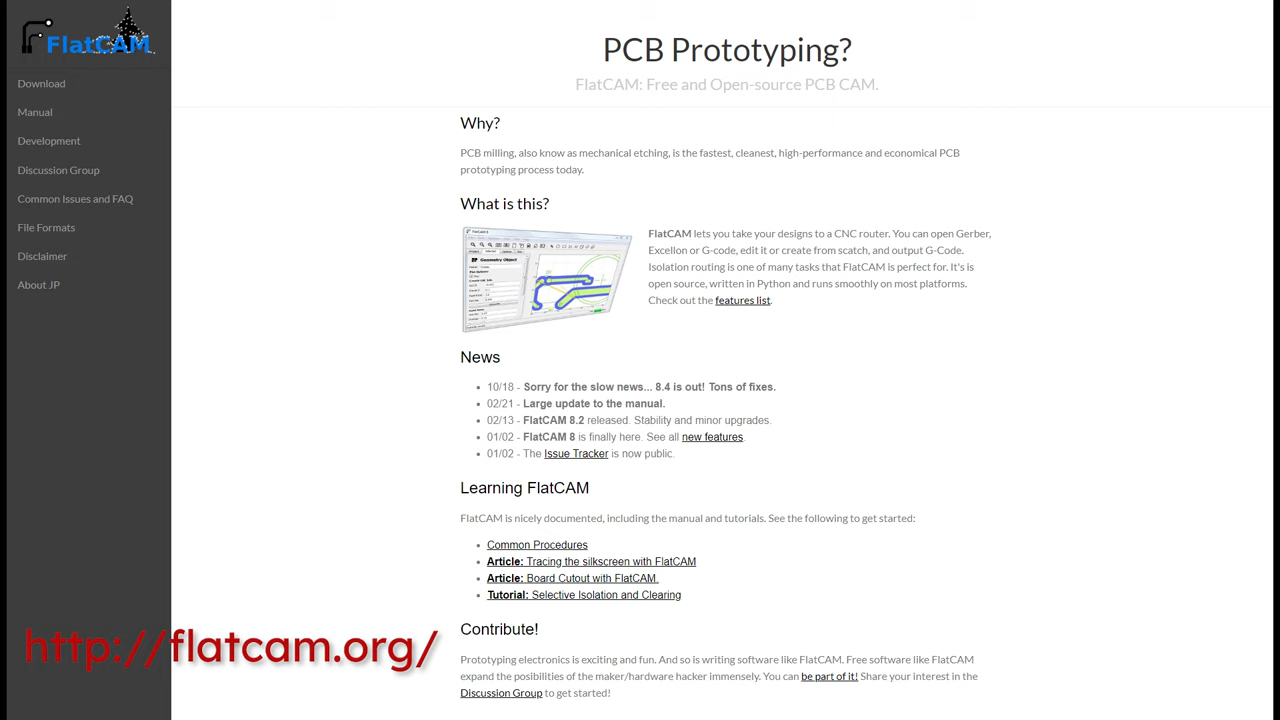 FlatCAM
Download
Manual
Development
Discussion Group
Common Issues and FAQ
File Formats
Disclaimer
About JP
PCB Prototyping?
FlatCAM: Free and Open-source PCB CAM.
Why?
PCB milling, also know as mechanical etching, is the fastest, cleanest, high-performance and economical PCB
prototyping process today.
What is this?
Geometry Object
FlatCAM lets you take your designs to a CNC router. You can open Gerber,
Excellon or G-code, edit it or create from scatch, and output G-Code.
Isolation routing is one of many tasks that FlatCAM is perfect for. It's is
open source, written in Python and runs smoothly on most platforms.
Check out the features list.
News
• 10/18 - Sorry for the slow news... 8.4 is out! Tons of fixes.
• 02/21 - Large update to the manual.
• 02/13 - FlatCAM 8.2 released. Stability and minor upgrades.
• 01/02 - FlatCAM 8 is finally here. See all new features.
• 01/02 - The Issue Tracker is now public.
Learning FlatCAM
FlatCAM is nicely documented, including the manual and tutorials. See the following to get started:
• Common Procedures
• Article: Tracing the silkscreen with FlatCAM
• Article: Board Cutout with FlatCAM.
• Tutorial: Selective Isolation and Clearing
Contribute!
Prototyping electronics is exciting and fun. And so is writing software like FlatCAM. Free software like FlatCAM
expand the posibilities of the maker/hardware hacker immensely. You can be part of it! Share your interest in the
Discussion Group to get started!
http://flatcam.org/